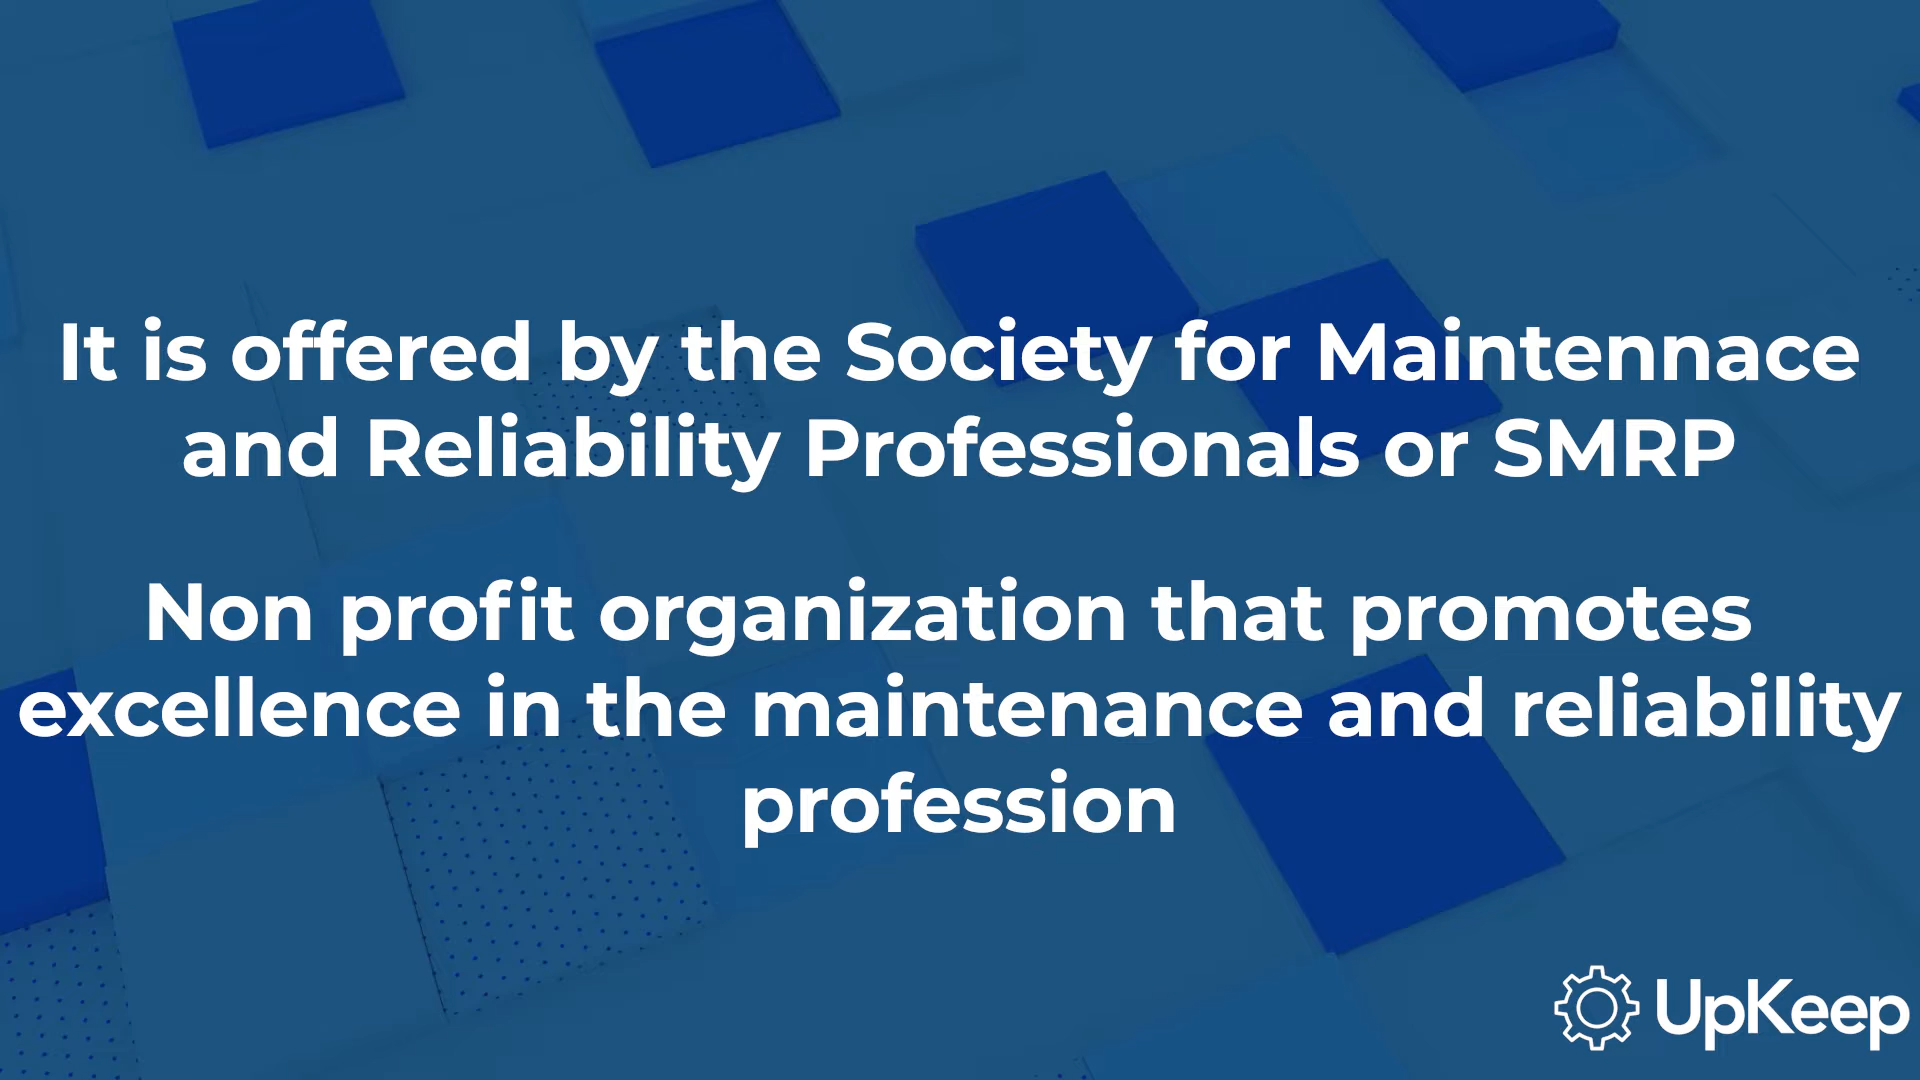 It is offered by the Society for Maintennace
and Reliability Professionals or SMRP
Non profit organization that promotes
excellence in the maintenance and reliability
profession
UpKeep